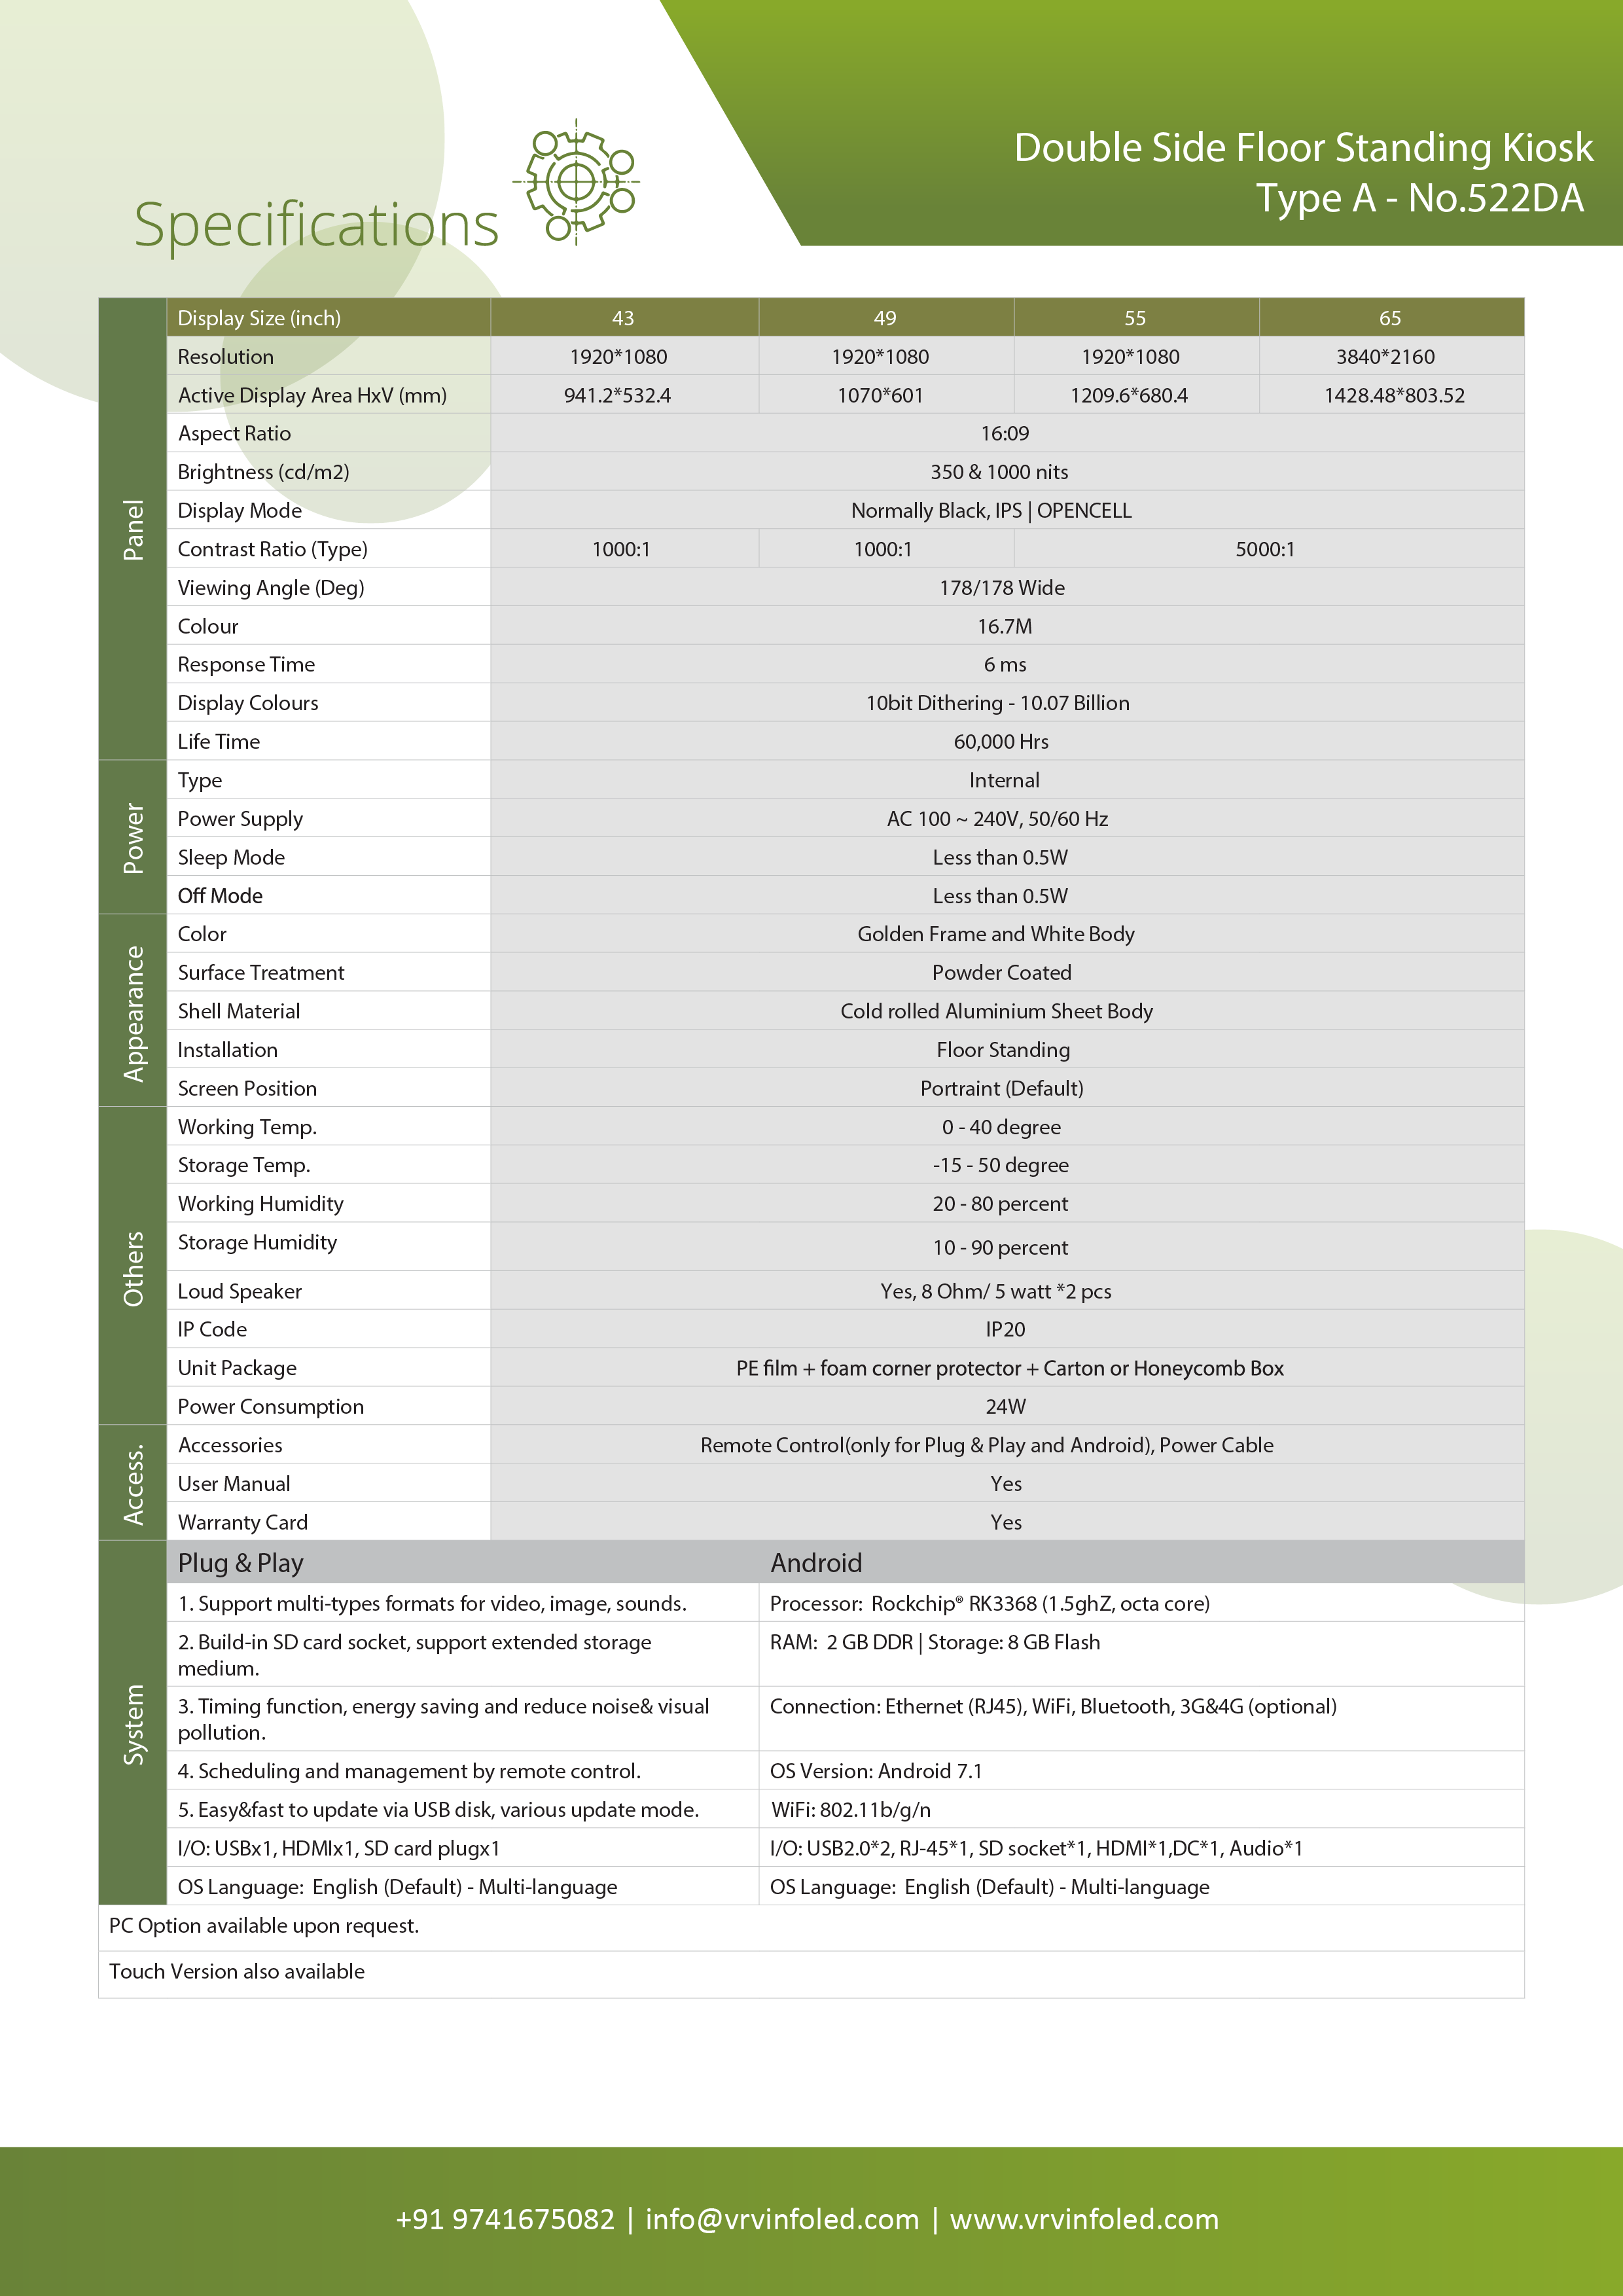 Double Side Floor Standing Kiosk
Type A - No.522DA
Specifications
Panel
Display Size (inch) 43 49 55 65
Resolution 1920*1080 1920*1080 1920*1080 3840*2160
Active Display Area HxV (mm) 941.2*532.4 1070*601 1209.6*680.4 1428.48*803.52
Aspect Ratio 16:09
Brightness (cd/m2) 350 & 1000 nits
Display Mode Normally Black, IPS | OPENCELL
Contrast Ratio (Type) 1000:1 1000:1 5000:1
Viewing Angle (Deg) 178/178 Wide
Colour 16.7M
Response Time 6 ms
Display Colours 10bit Dithering - 10.07 Billion
Life Time 60,000 Hrs
Power
Type Internal
Power Supply AC 100 ~ 240V, 50/60 Hz
Sleep Mode Less than 0.5W
Off Mode Less than 0.5W
Appearance
Color Golden Frame and White Body
Surface Treatment Powder Coated
Shell Material Cold rolled Aluminium Sheet Body
Installation Floor Standing
Screen Position Portraint (Default)
Others
Working Temp. 0 - 40 degree
Storage Temp. -15 - 50 degree
Working Humidity 20 - 80 percent
Storage Humidity 10 - 90 percent
Loud Speaker Yes, 8 Ohm/ 5 watt *2 pcs
IP Code IP20
Unit Package PE film + foam corner protector + Carton or Honeycomb Box
Power Consumption 24W
Access.
Accessories Remote Control(only for Plug & Play and Android), Power Cable
User Manual Yes
Warranty Card Yes
System
Plug & Play Android
1. Support multi-types formats for video, image, sounds. Processor: Rockchip® RK3368 (1.5ghZ, octa core)
2. Build-in SD card socket, support extended storage RAM: 2 GB DDR | Storage: 8 GB Flash
medium.
3. Timing function, energy saving and reduce noise& visual Connection: Ethernet (RJ45), WiFi, Bluetooth, 3G&4G (optional)
pollution.
4. Scheduling and management by remote control. OS Version: Android 7.1
5. Easy&fast to update via USB disk, various update mode. WiFi: 802.11b/g/n
I/O: USBx1, HDMIx1, SD card plugx1 I/O: USB2.0*2, RJ-45*1, SD socket*1, HDMI*1,DC*1, Audio*1
OS Language: English (Default) - Multi-language OS Language: English (Default) - Multi-language
PC Option available upon request.
Touch Version also available
+91 9741675082 | info@vrvinfoled.com | www.vrvinfoled.com